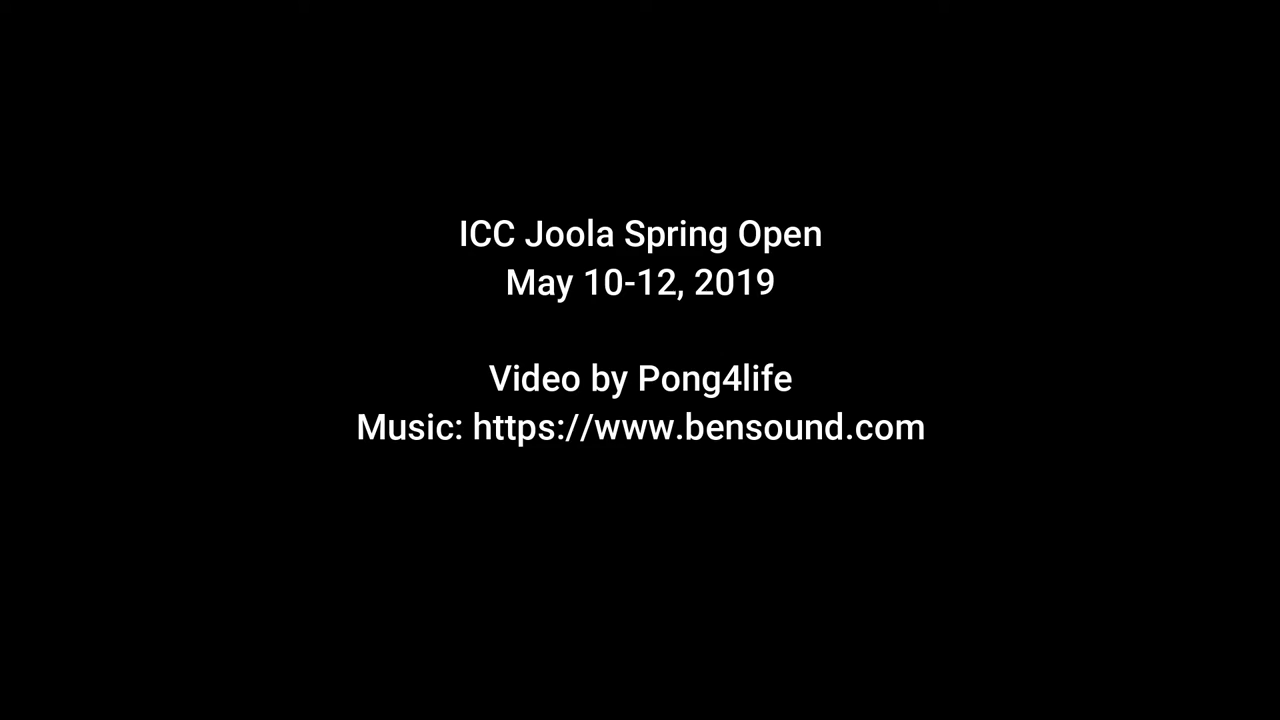 ICC Joola Spring Open
May 10-12, 2019
Video by Pong4life
Music: https://www.bensound.com